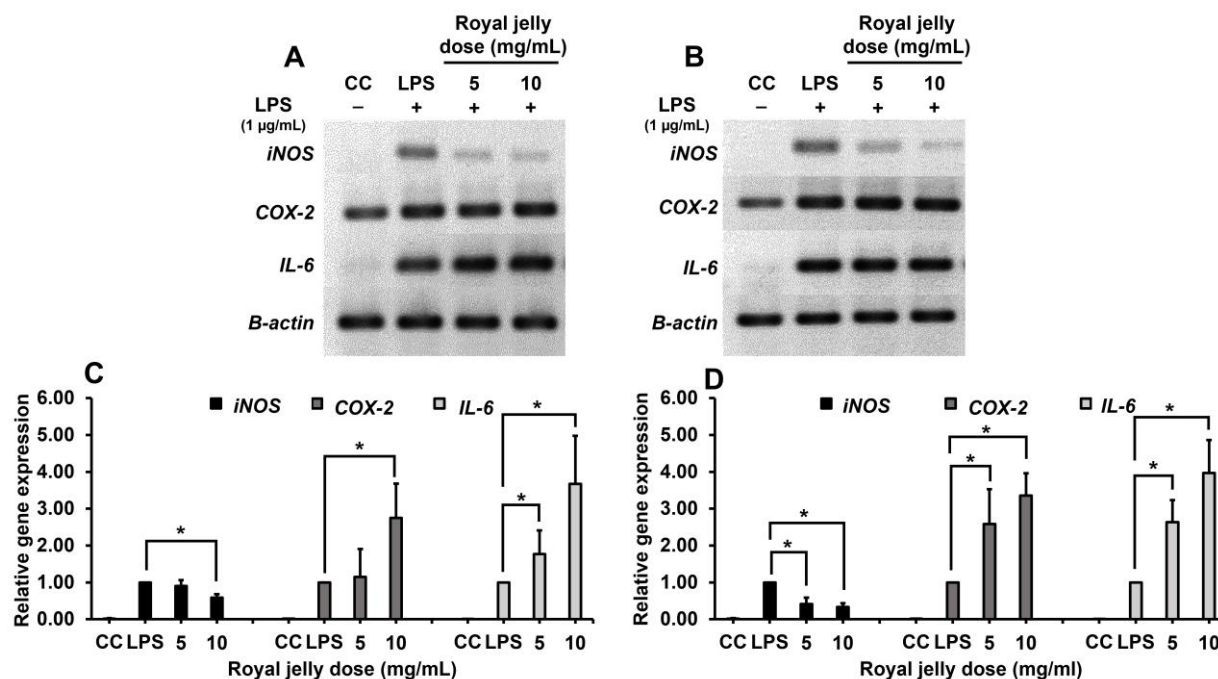 A
Royal jelly
dose (mg/mL)
CC LPS 5 10
LPS − + + +
(1 µg/mL)
iNOS
COX-2
IL-6
B-actin
B
Royal jelly
dose (mg/mL)
CC LPS 5 10
LPS − + + +
(1 µg/mL)
iNOS
COX-2
IL-6
B-actin
C
iNOS COX-2 IL-6
Relative gene expression
6.00
5.00
4.00
3.00
2.00
1.00
0.00
* * * *
CC LPS 5 10 CC LPS 5 10 CC LPS 5 10
Royal jelly dose (mg/mL)
D
iNOS COX-2 IL-6
Relative gene expression
6.00
5.00
4.00
3.00
2.00
1.00
0.00
* * * * * *
CC LPS 5 10 CC LPS 5 10 CC LPS 5 10
Royal jelly dose (mg/ml)